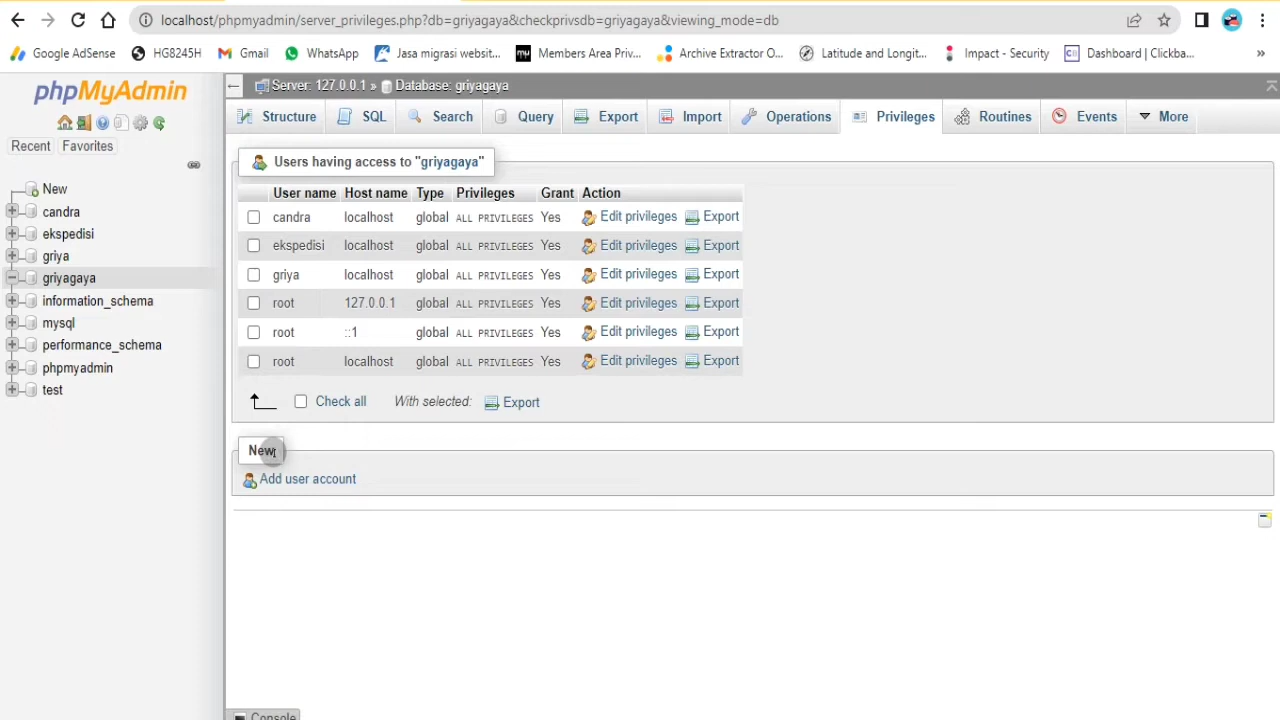 localhost/phpmyadmin/server_privileges.php?db=griyagaya&checkprivsdb=griyagaya&viewing_mode=db
Google AdSense HG8245H Gmail WhatsApp Jasa migrasi websit... Members Area Priv... Archive Extractor O... Latitude and Longit... Impact - Security Dashboard | Clickba... »
phpMyAdmin
Recent Favorites
New
candra
ekspedisi
griya
griyagaya
information_schema
mysql
performance_schema
phpmyadmin
test
Server: 127.0.0.1 » Database: griyagaya
Structure SQL Search Query Export Import Operations Privileges Routines Events More
Users having access to "griyagaya"
User name Host name Type Privileges Grant Action
candra localhost global ALL PRIVILEGES Yes Edit privileges Export
ekspedisi localhost global ALL PRIVILEGES Yes Edit privileges Export
griya localhost global ALL PRIVILEGES Yes Edit privileges Export
root 127.0.0.1 global ALL PRIVILEGES Yes Edit privileges Export
root ::1 global ALL PRIVILEGES Yes Edit privileges Export
root localhost global ALL PRIVILEGES Yes Edit privileges Export
Check all With selected: Export
New
Add user account
Console